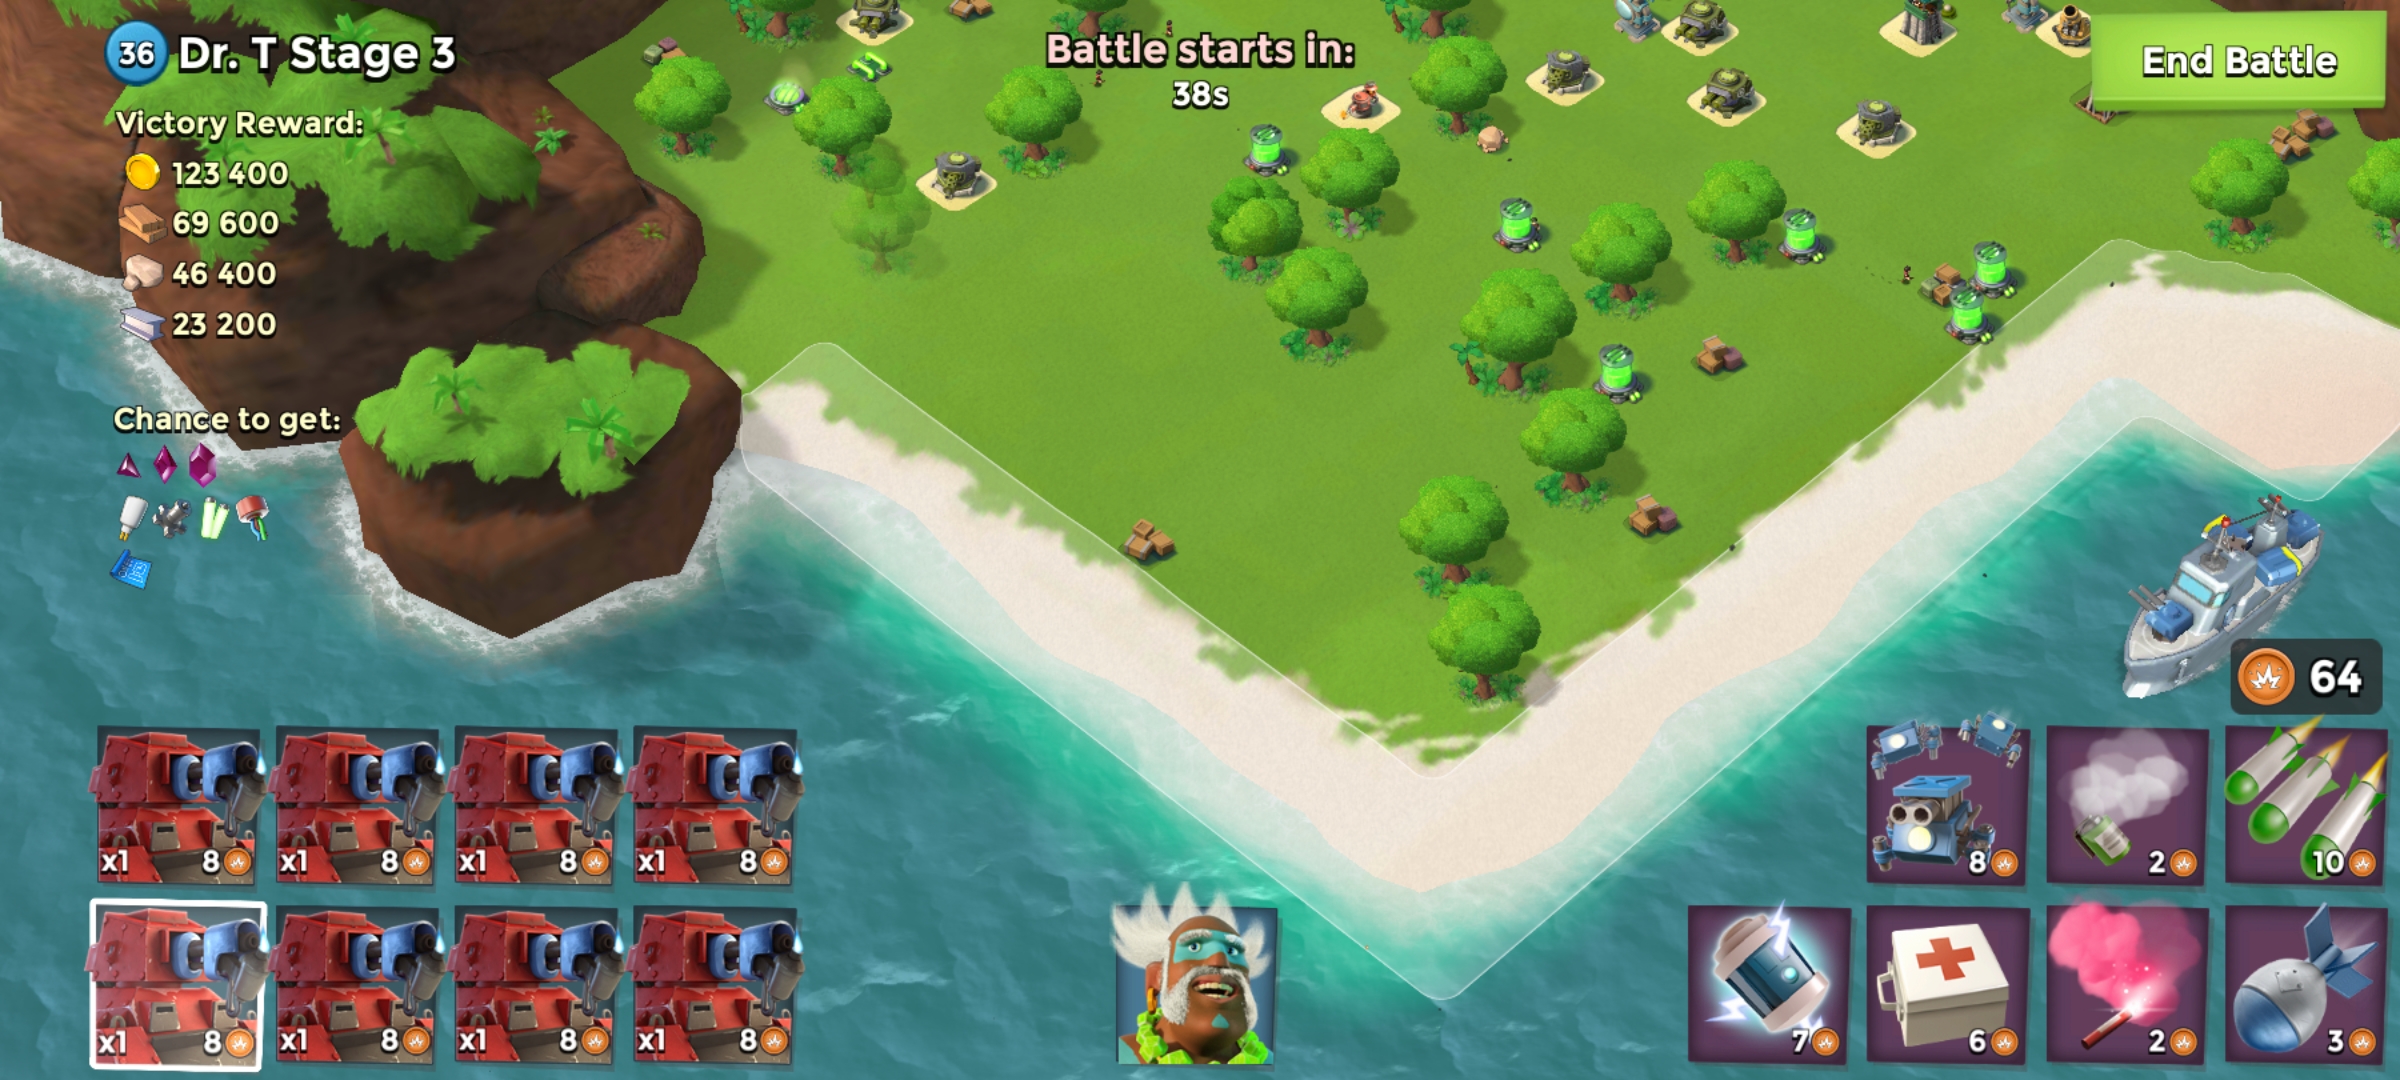 36 Dr. T Stage 3
Victory Reward:
123 400
69 600
46 400
23 200
Chance to get:
Battle starts in:
38s
End Battle
64
x1 8
x1 8
x1 8
x1 8
8
2
10
x1 8
x1 8
x1 8
x1 8
7
6
2
3